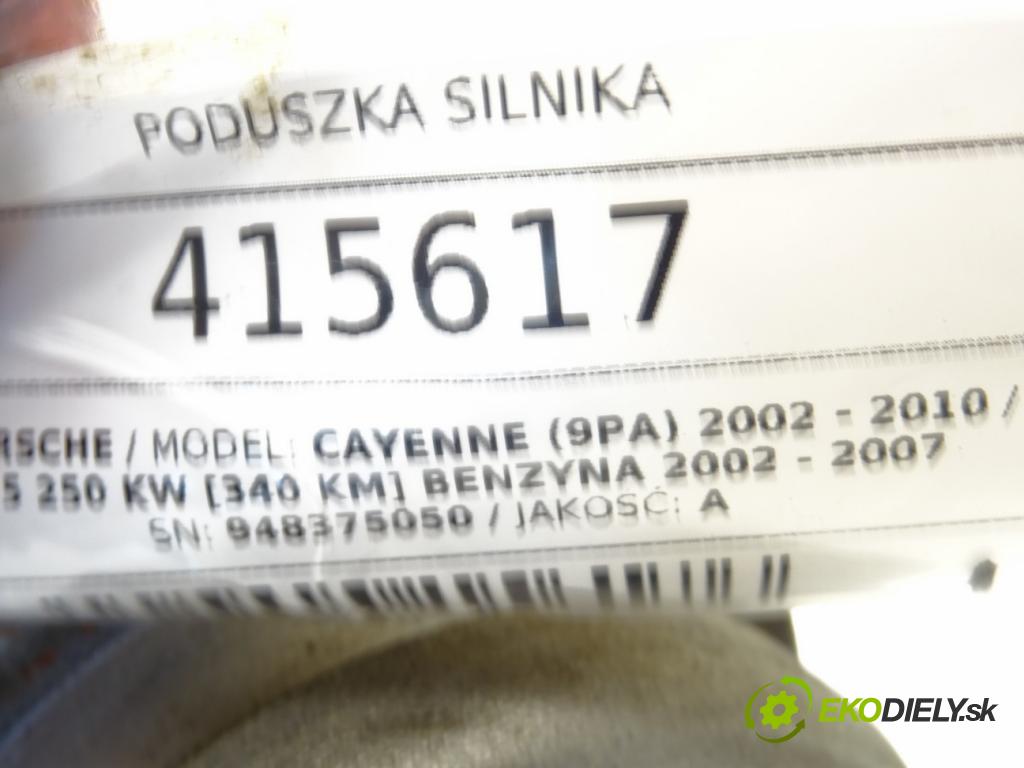 PODUSZKA SILNIKA
415617
RSCHE / MODEL: CAYENNE (9PA) 2002 - 2010 /
5 250 KW [340 KM] BENZYNA 2002 - 2007
SN: 948375050 / JAKOŚĆ: A
EKODIELY.sk